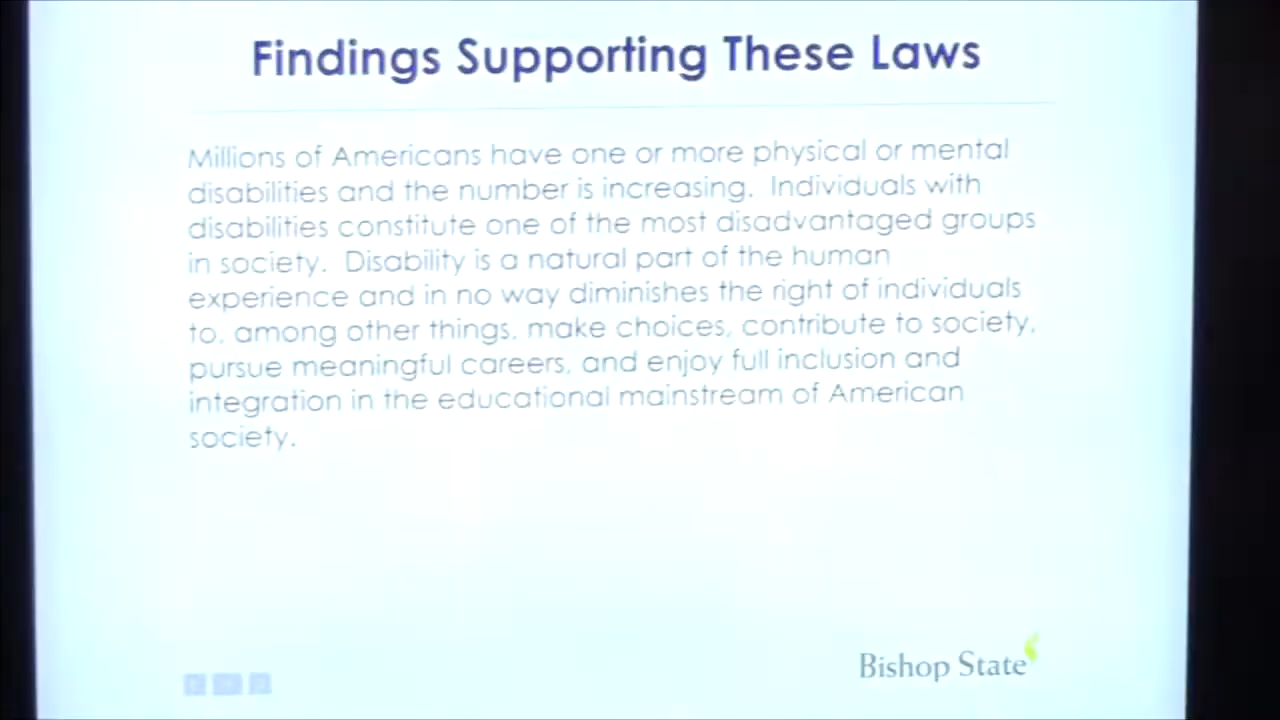 Findings Supporting These Laws
Millions of Americans have one or more physical or mental
disabilities and the number is increasing. Individuals with
disabilities constitute one of the most disadvantaged groups
in society. Disability is a natural part of the human
experience and in no way diminishes the right of individuals
to, among other things, make choices, contribute to society,
pursue meaningful careers, and enjoy full inclusion and
integration in the educational mainstream of American
society.
Bishop State